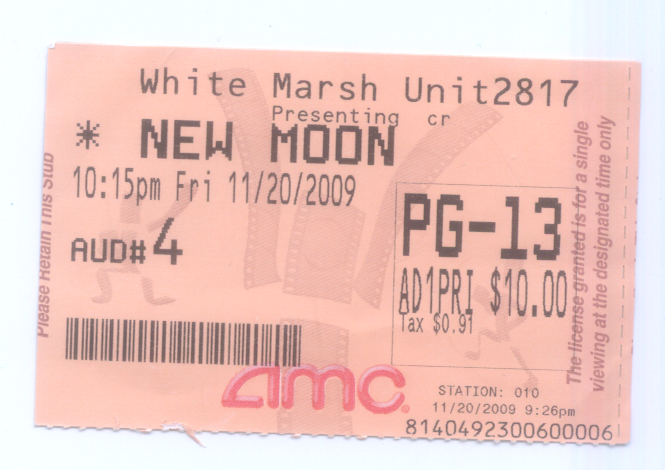 White Marsh Unit2817
Presenting cr
* NEW MOON
10:15pm Fri 11/20/2009
AUD# 4
PG-13
AD1PRI $10.00
Tax $0.91
AMC
STATION: 010
11/20/2009 9:26pm
81404923006000006
Please Retain This Stub
The license granted is for a single
viewing at the designated time only